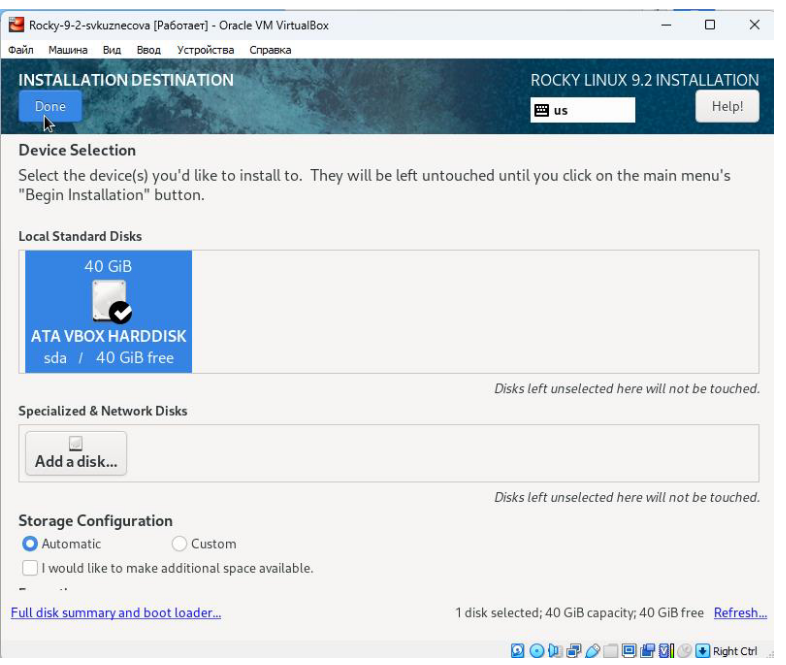 Rocky-9-2-svkuznecova [Работает] - Oracle VM VirtualBox
Файл Машина Вид Ввод Устройства Справка
INSTALLATION DESTINATION
ROCKY LINUX 9.2 INSTALLATION
Done
us
Help!
Device Selection
Select the device(s) you'd like to install to. They will be left untouched until you click on the main menu's
"Begin Installation" button.
Local Standard Disks
40 GiB
ATA VBOX HARDDISK
sda / 40 GiB free
Disks left unselected here will not be touched.
Specialized & Network Disks
Add a disk...
Disks left unselected here will not be touched.
Storage Configuration
Automatic Custom
I would like to make additional space available.
Full disk summary and boot loader...
1 disk selected; 40 GiB capacity; 40 GiB free Refresh...
Right Ctrl